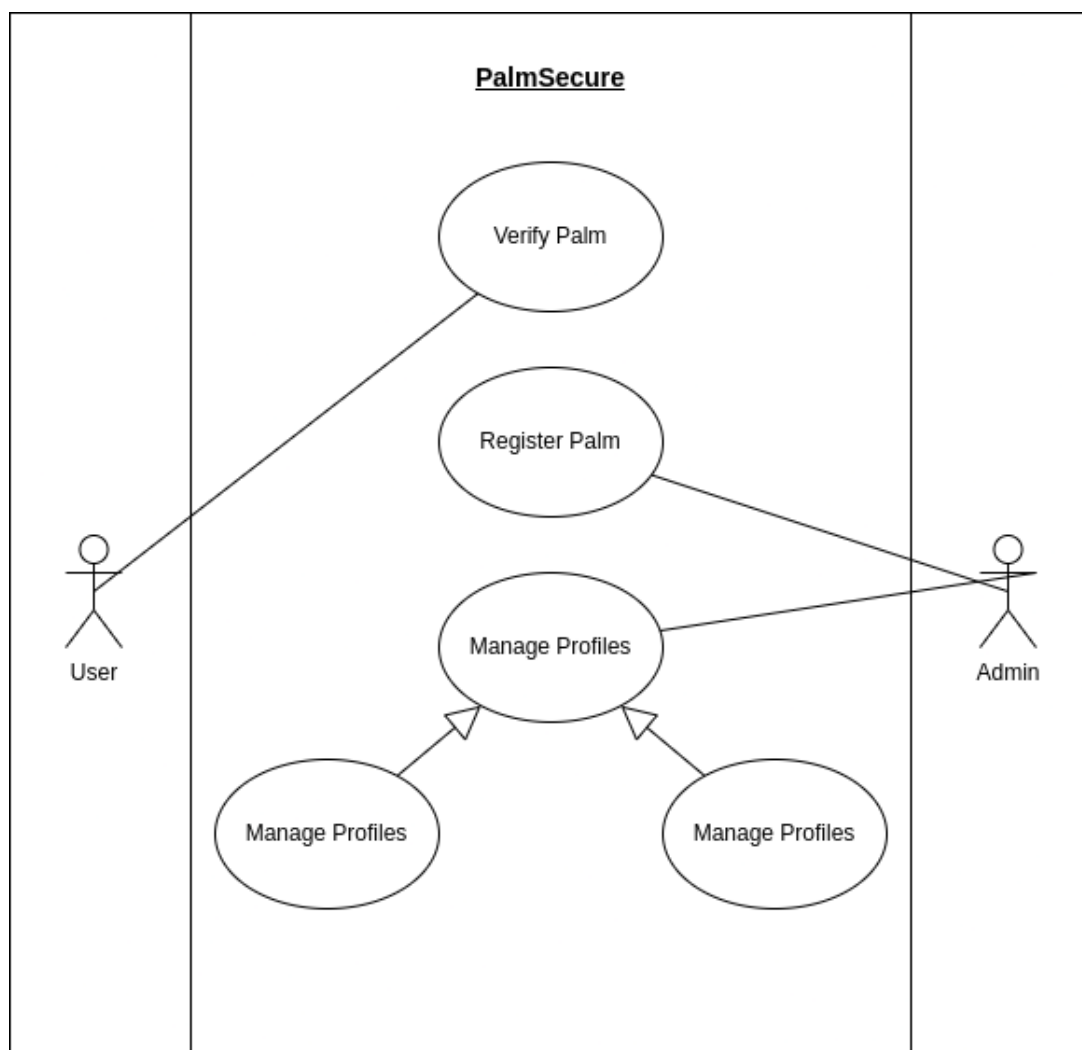 PalmSecure
Verify Palm
Register Palm
Manage Profiles
User
Admin
Manage Profiles
Manage Profiles